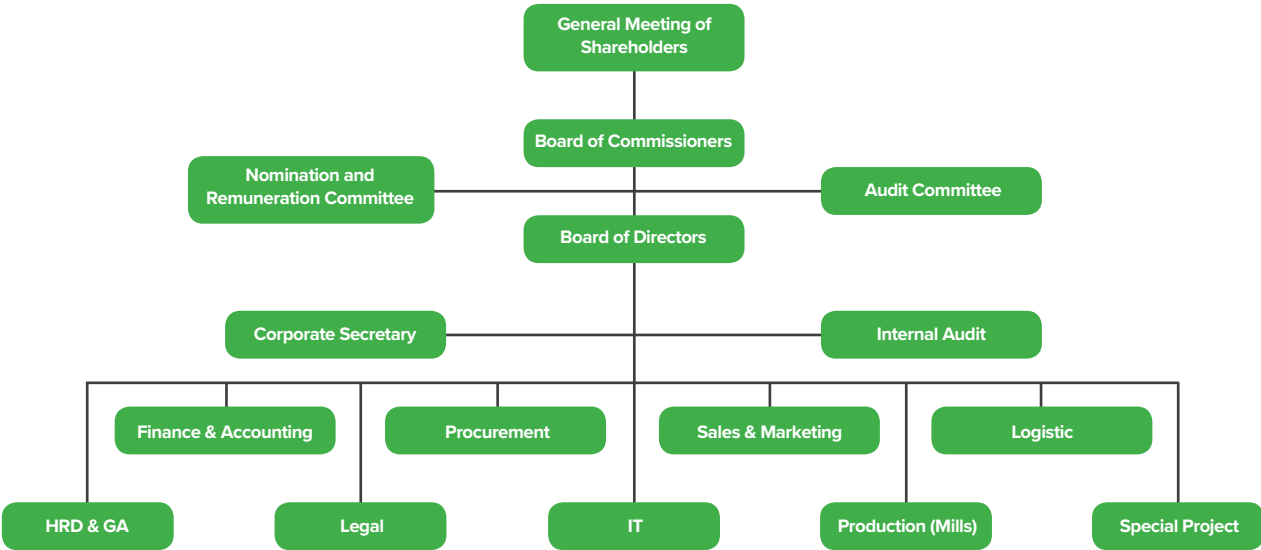 General Meeting of
Shareholders
Board of Commissioners
Nomination and
Remuneration Committee
Audit Committee
Board of Directors
Corporate Secretary
Internal Audit
Finance & Accounting
Procurement
Sales & Marketing
Logistic
HRD & GA
Legal
IT
Production (Mills)
Special Project